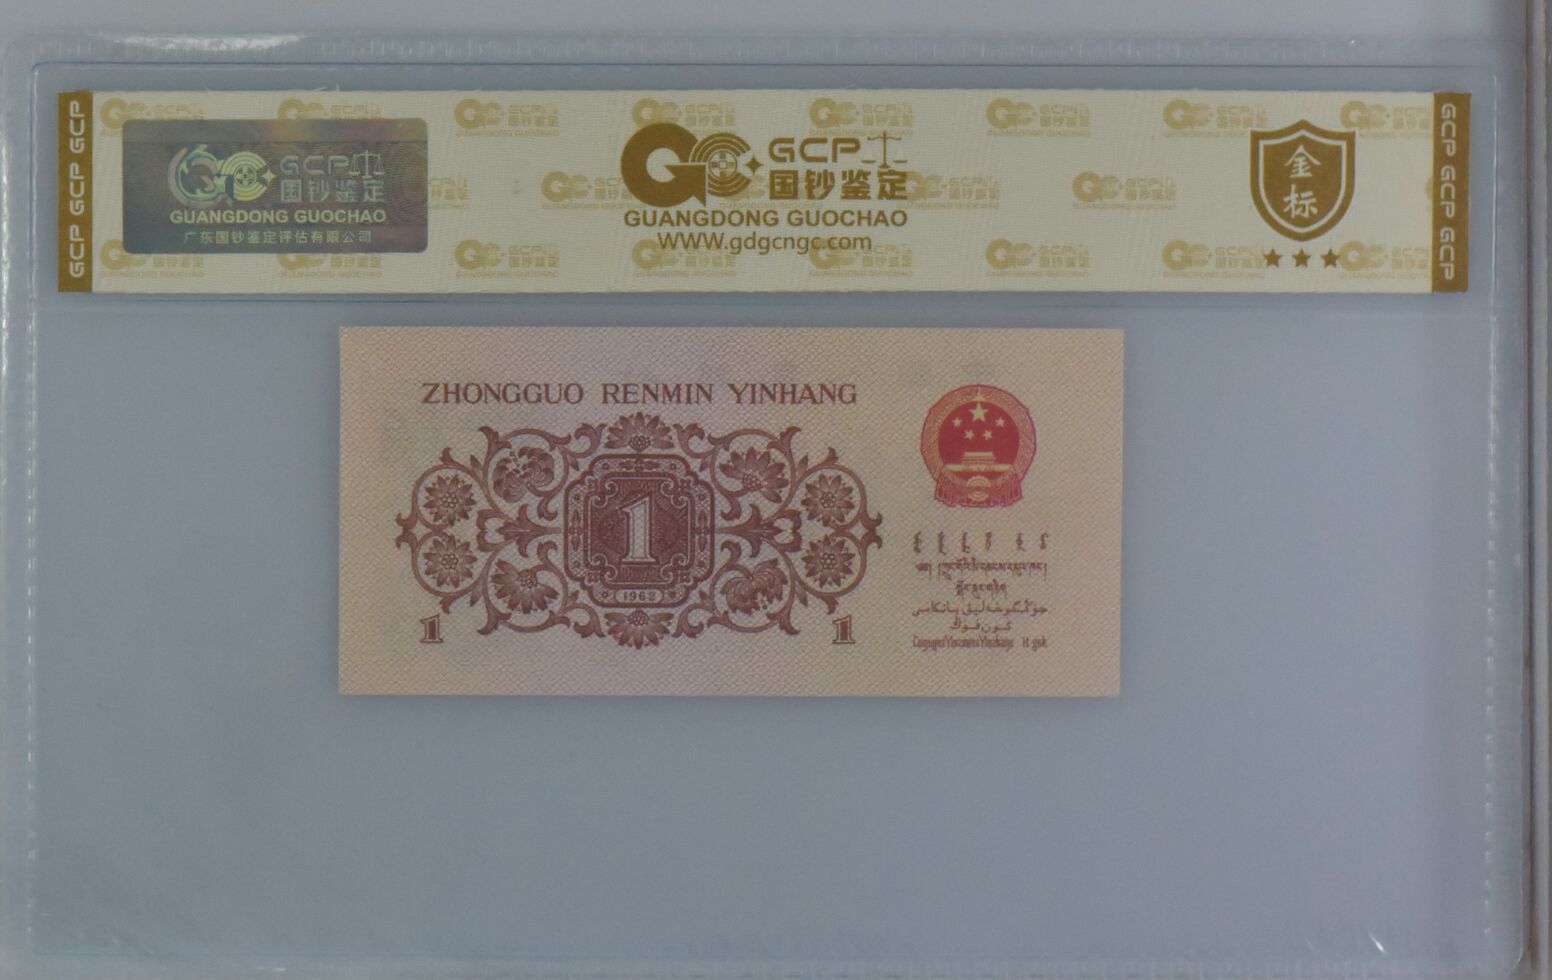 GCP GCP GCP
GCP
国钞鉴定
GUANGDONG GUOCHAO
广东国钞鉴定评估有限公司
GCP
国钞鉴定
GUANGDONG GUOCHAO
WWW.gdgcngc.com
金标
GCP GCP GCP
ZHONGGUO RENMIN YINHANG
1
1962
1
1